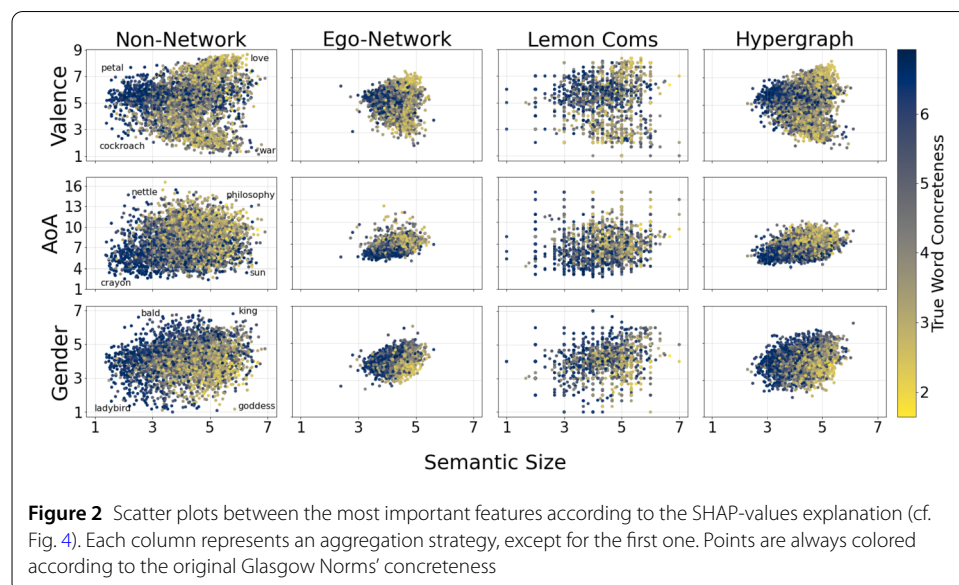 Non-Network Ego-Network Lemon Coms Hypergraph
Valence
9
7
5
3
1
petal
love
cockroach
war
AoA
16
13
10
7
4
1
nettle
philosophy
crayon
sun
Gender
7
5
3
1
bald
king
ladybird
goddess
1 3 5 7 1 3 5 7 1 3 5 7 1 3 5 7
Semantic Size
6
5
4
3
2
True Word Concreteness
Figure 2 Scatter plots between the most important features according to the SHAP-values explanation (cf.
Fig. 4). Each column represents an aggregation strategy, except for the first one. Points are always colored
according to the original Glasgow Norms’ concreteness